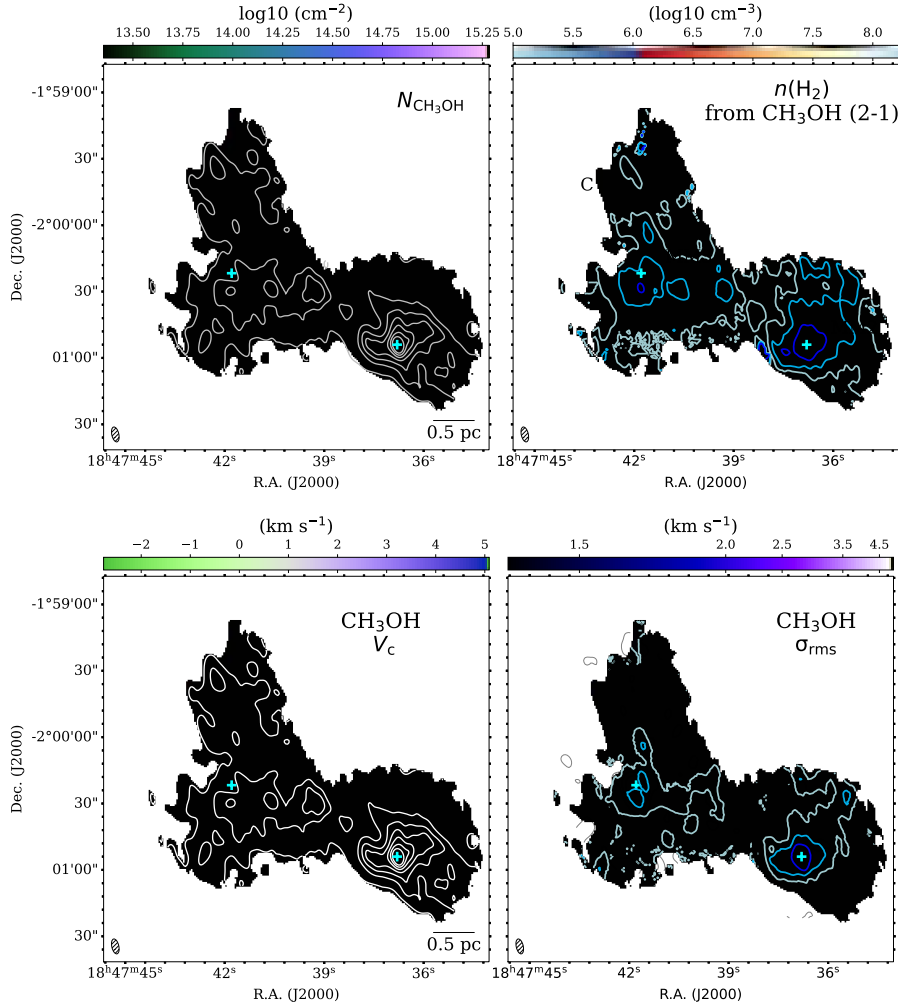 log10 (cm⁻²)
13.50 13.75 14.00 14.25 14.50 14.75 15.00 15.25
N_CH₃OH
-1°59'00"
30"
-2°00'00"
30"
01'00"
30"
Dec. (J2000)
0.5 pc
18ʰ47ᵐ45ˢ 42ˢ 39ˢ 36ˢ
R.A. (J2000)
(log10 cm⁻³)
5.0 5.5 6.0 6.5 7.0 7.5 8.0
n(H₂)
from CH₃OH (2-1)
C
18ʰ47ᵐ45ˢ 42ˢ 39ˢ 36ˢ
R.A. (J2000)
(km s⁻¹)
−2 −1 0 1 2 3 4 5
CH₃OH
V_c
-1°59'00"
30"
-2°00'00"
30"
01'00"
30"
Dec. (J2000)
0.5 pc
18ʰ47ᵐ45ˢ 42ˢ 39ˢ 36ˢ
R.A. (J2000)
(km s⁻¹)
1.5 2.0 2.5 3.5 4.5
CH₃OH
σ_rms
18ʰ47ᵐ45ˢ 42ˢ 39ˢ 36ˢ
R.A. (J2000)